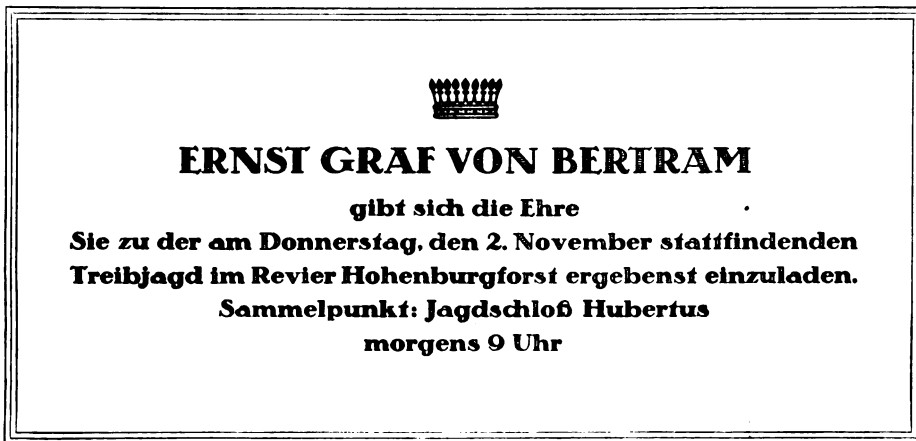 ERNST GRAF VON BERTRAM
gibt sich die Ehre
Sie zu der am Donnerstag, den 2. November stattfindenden
Treibjagd im Revier Hohenburgforst ergebenst einzuladen.
Sammelpunkt: Jagdschloß Hubertus
morgens 9 Uhr